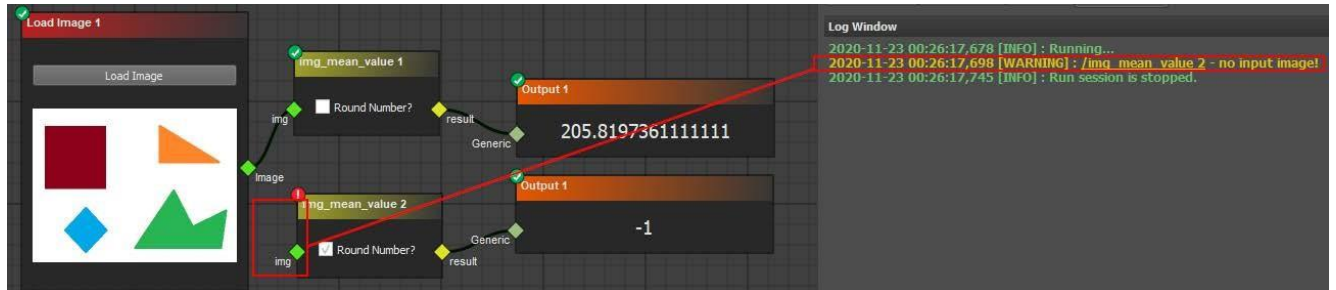 Load Image 1
Load Image
Image
img_mean_value 1
Round Number?
img
result
Output 1
205.8197361111111
Generic
img_mean_value 2
Round Number?
img
result
Output 1
-1
Generic
Log Window
2020-11-23 00:26:17,678 [INFO] : Running...
2020-11-23 00:26:17,698 [WARNING] : /img_mean_value 2 - no input image!
2020-11-23 00:26:17,745 [INFO] : Run session is stopped.